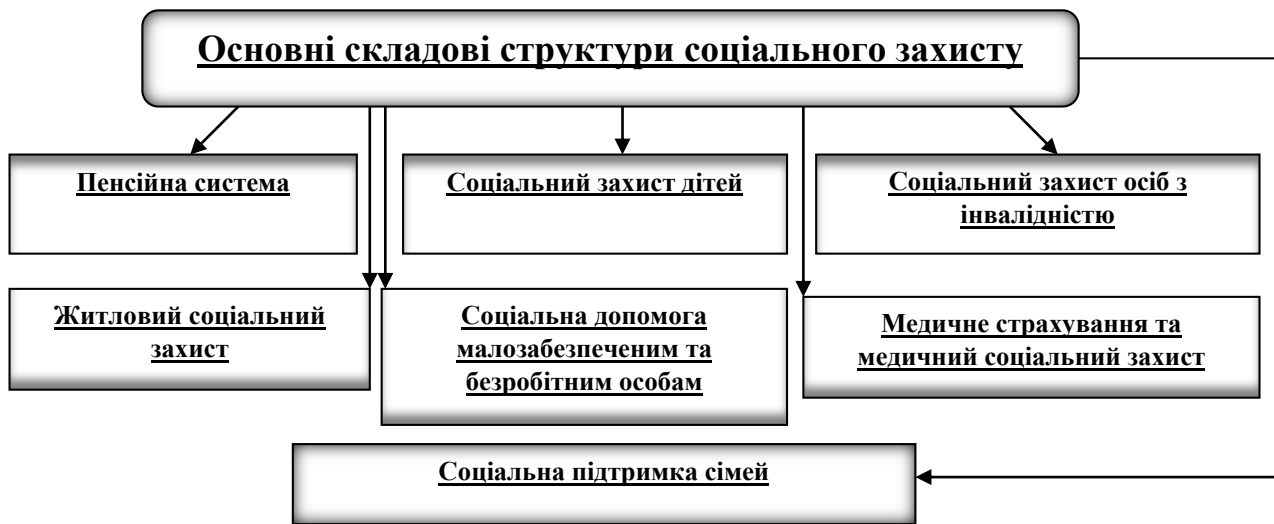 Основні складові структури соціального захисту
Пенсійна система
Соціальний захист дітей
Соціальний захист осіб з
інвалідністю
Житловий соціальний
захист
Соціальна допомога
малозабезпеченим та
безробітним особам
Медичне страхування та
медичний соціальний захист
Соціальна підтримка сімей